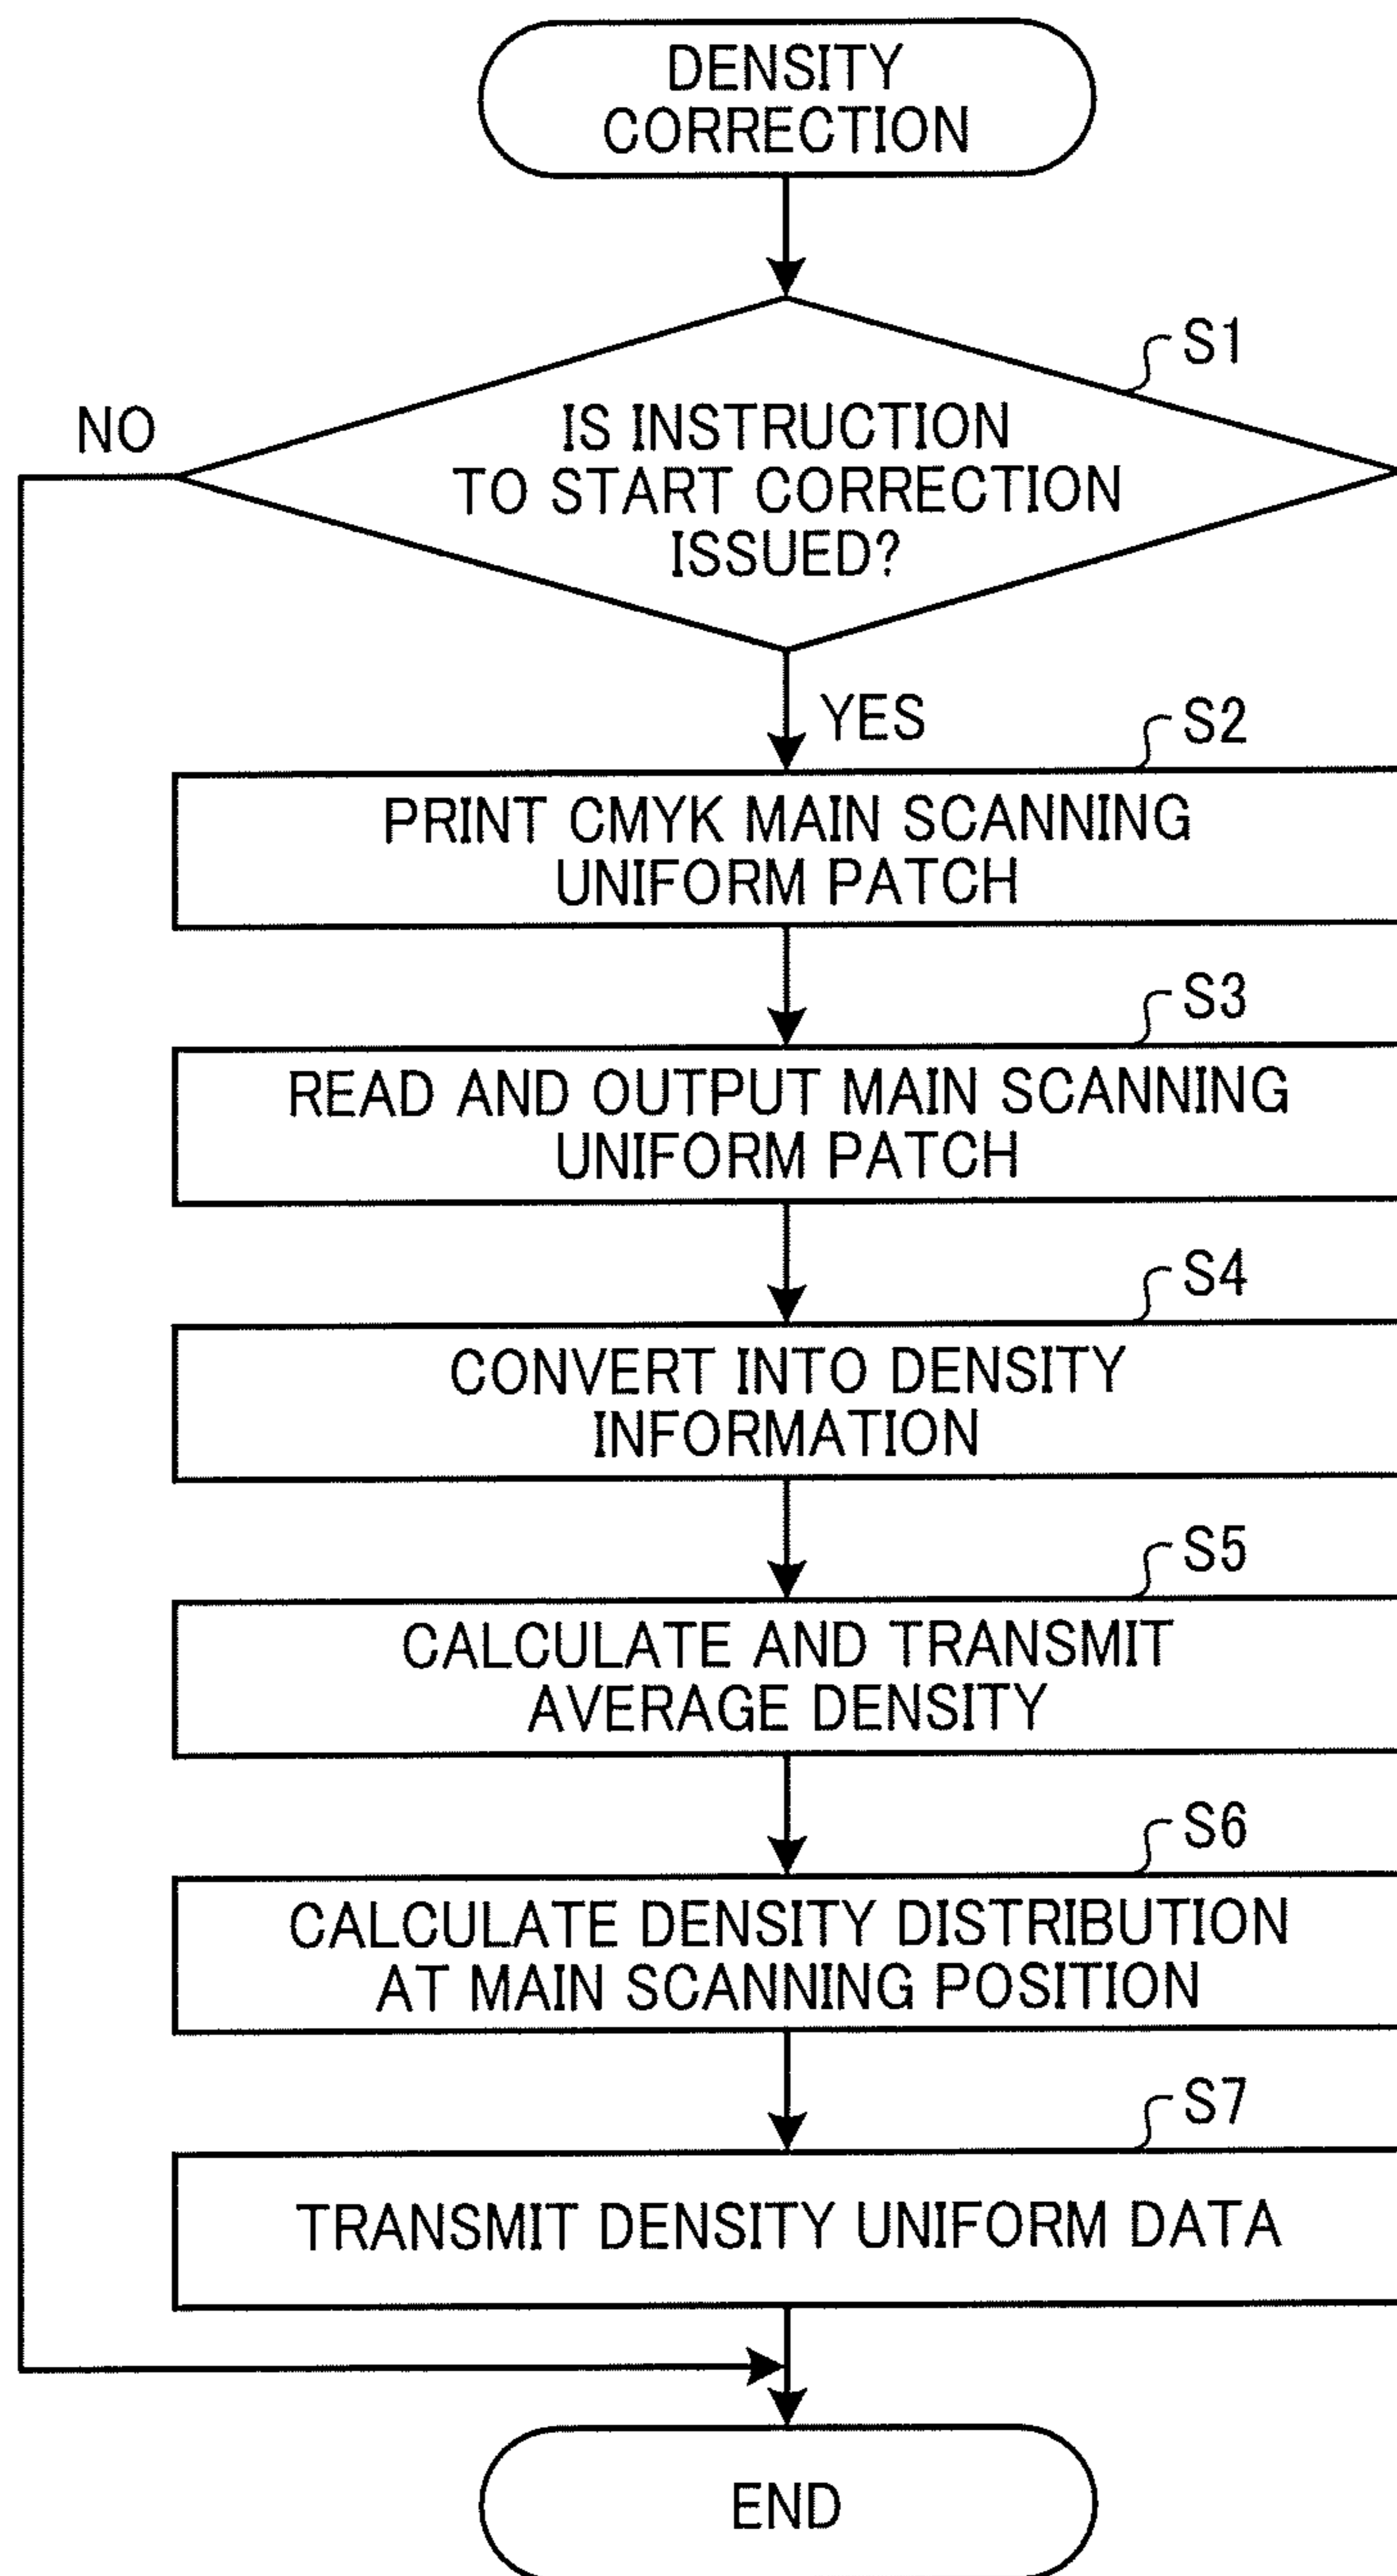 DENSITY
CORRECTION
S1
NO
IS INSTRUCTION
TO START CORRECTION
ISSUED?
YES
S2
PRINT CMYK MAIN SCANNING
UNIFORM PATCH
S3
READ AND OUTPUT MAIN SCANNING
UNIFORM PATCH
S4
CONVERT INTO DENSITY
INFORMATION
S5
CALCULATE AND TRANSMIT
AVERAGE DENSITY
S6
CALCULATE DENSITY DISTRIBUTION
AT MAIN SCANNING POSITION
S7
TRANSMIT DENSITY UNIFORM DATA
END